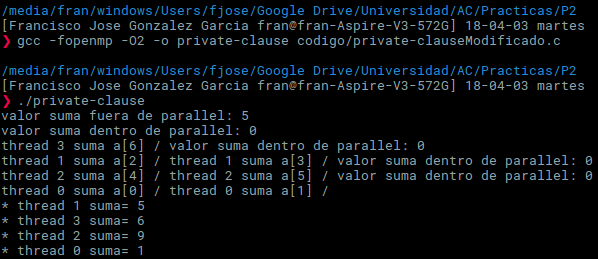 /media/fran/windows/Users/fjose/Google Drive/Universidad/AC/Practicas/P2
[Francisco Jose Gonzalez Garcia fran@fran-Aspire-V3-572G] 18-04-03 martes
❯ gcc -fopenmp -O2 -o private-clause codigo/private-clauseModificado.c
/media/fran/windows/Users/fjose/Google Drive/Universidad/AC/Practicas/P2
[Francisco Jose Gonzalez Garcia fran@fran-Aspire-V3-572G] 18-04-03 martes
❯ ./private-clause
valor suma fuera de parallel: 5
valor suma dentro de parallel: 0
thread 3 suma a[6] / valor suma dentro de parallel: 0
thread 1 suma a[2] / thread 1 suma a[3] / valor suma dentro de parallel: 0
thread 2 suma a[4] / thread 2 suma a[5] / valor suma dentro de parallel: 0
thread 0 suma a[0] / thread 0 suma a[1] /
* thread 1 suma= 5
* thread 3 suma= 6
* thread 2 suma= 9
* thread 0 suma= 1